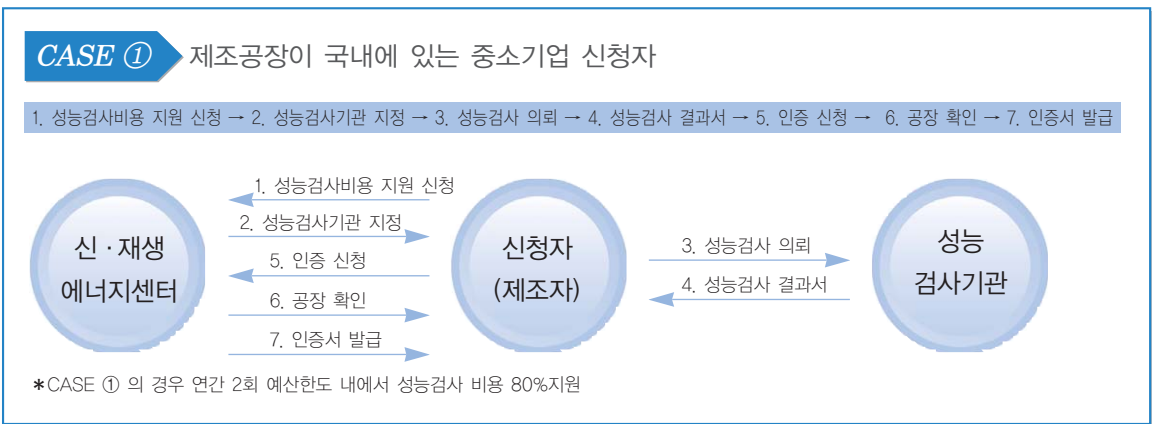 CASE ① 제조공장이 국내에 있는 중소기업 신청자
1. 성능검사비용 지원 신청 → 2. 성능검사기관 지정 → 3. 성능검사 의뢰 → 4. 성능검사 결과서 → 5. 인증 신청 → 6. 공장 확인 → 7. 인증서 발급
신·재생
에너지센터
1. 성능검사비용 지원 신청
2. 성능검사기관 지정
5. 인증 신청
6. 공장 확인
7. 인증서 발급
신청자
(제조자)
3. 성능검사 의뢰
4. 성능검사 결과서
성능
검사기관
*CASE ① 의 경우 연간 2회 예산한도 내에서 성능검사 비용 80%지원